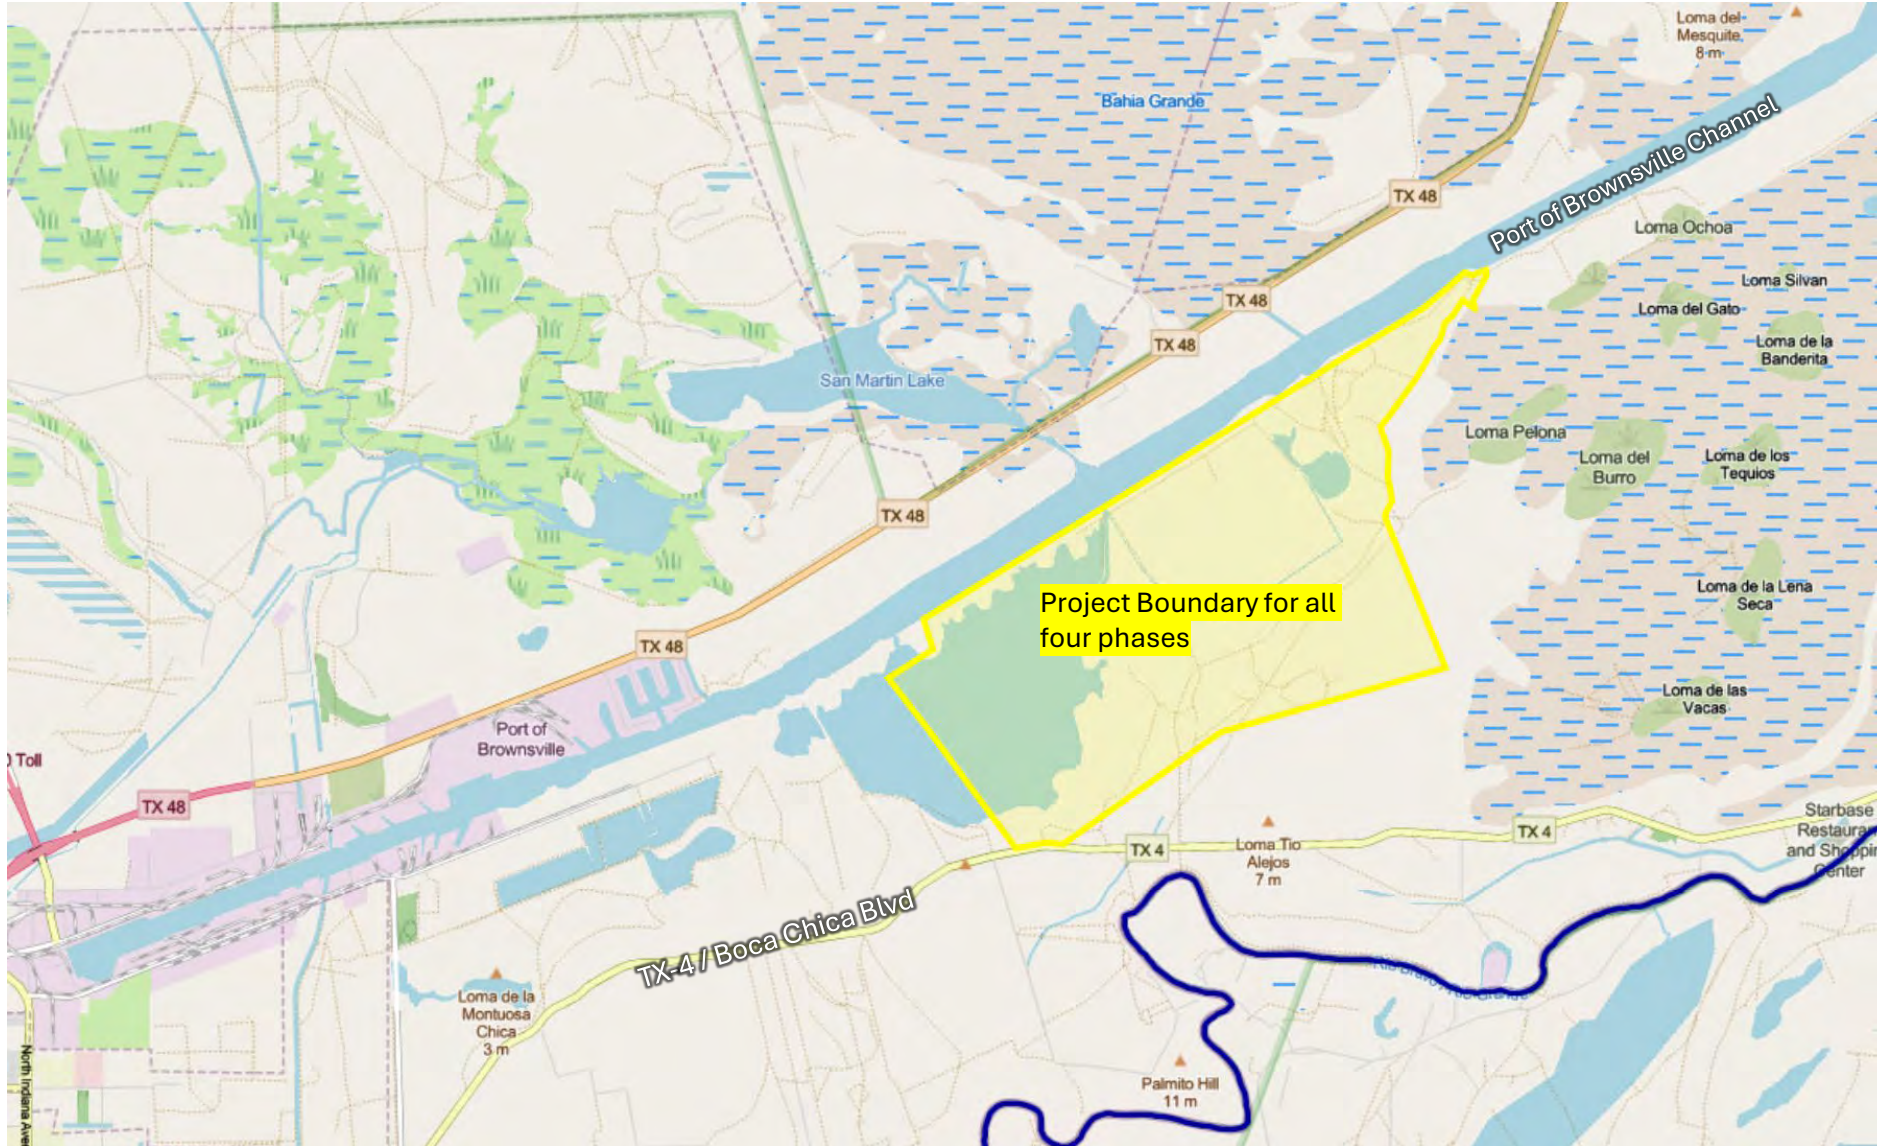 Loma del
Mesquite
8 m
Bahia Grande
Port of Brownsville Channel
TX 48
Loma Ochoa
Loma Silvan
TX 48
Loma del Gato
TX 48
Loma de la
Banderita
San Martin Lake
Loma Pelona
Loma del
Burro
Loma de los
Tequios
TX 48
Project Boundary for all
four phases
Loma de la Lena
Seca
TX 48
Loma de las
Vacas
Port of
Brownsville
Toll
TX 48
Starbase
and Shoppin
Center
TX 4
TX 4
Loma Tio
Alejos
7 m
TX-4 / Boca Chica Blvd
Loma de la
Montuosa
Chica
3 m
North Indiana Aven
Palmito Hill
11 m